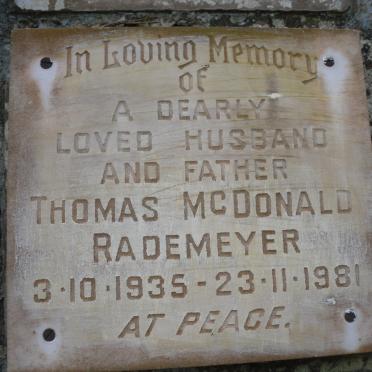 In Loving Memory
of
A DEARLY
LOVED HUSBAND
AND FATHER
THOMAS McDONALD
RADEMEYER
3·10·1935 - 23·11·1981
AT PEACE.